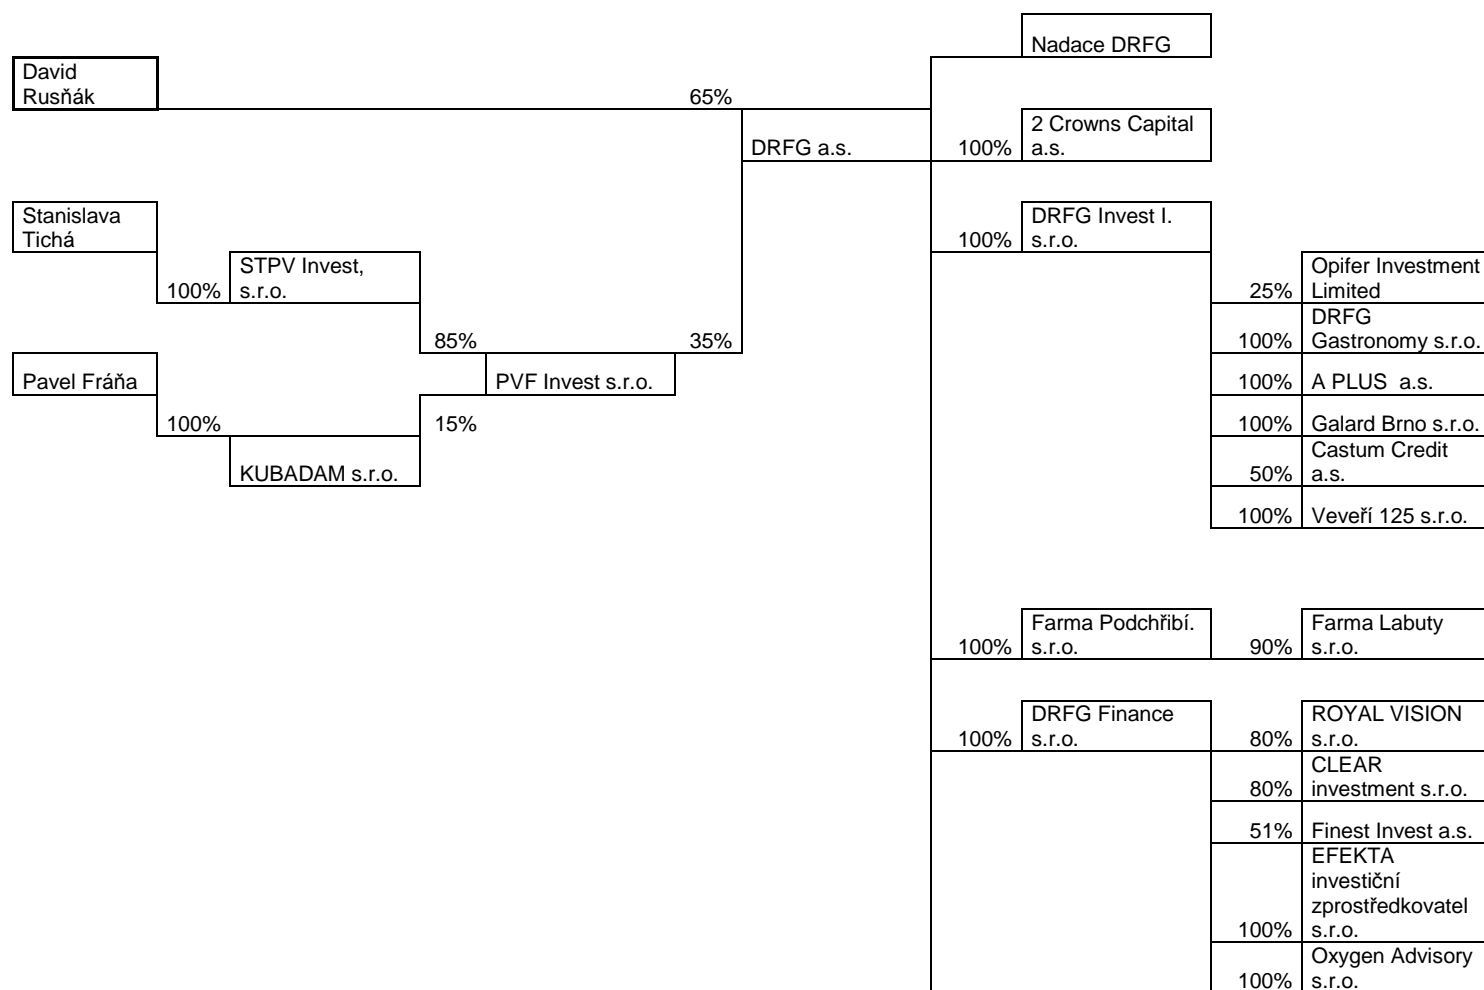 Nadace DRFG
David
Rusňák
65%
2 Crowns Capital
DRFG a.s.
100%
a.s.
Stanislava
Tichá
DRFG Invest I.
100%
s.r.o.
STPV Invest,
100%
s.r.o.
Opifer Investment
25%
Limited
85%
35%
DRFG
100%
Gastronomy s.r.o.
Pavel Fráňa
PVF Invest s.r.o.
100%
A PLUS a.s.
100%
15%
100%
Galard Brno s.r.o.
KUBADAM s.r.o.
Castum Credit
50%
a.s.
100%
Veveří 125 s.r.o.
Farma Podchřibí.
100%
s.r.o.
Farma Labuty
90%
s.r.o.
DRFG Finance
100%
s.r.o.
ROYAL VISION
80%
s.r.o.
CLEAR
80%
investment s.r.o.
51%
Finest Invest a.s.
EFEKTA
investiční
zprostředkovatel
100%
s.r.o.
Oxygen Advisory
100%
s.r.o.